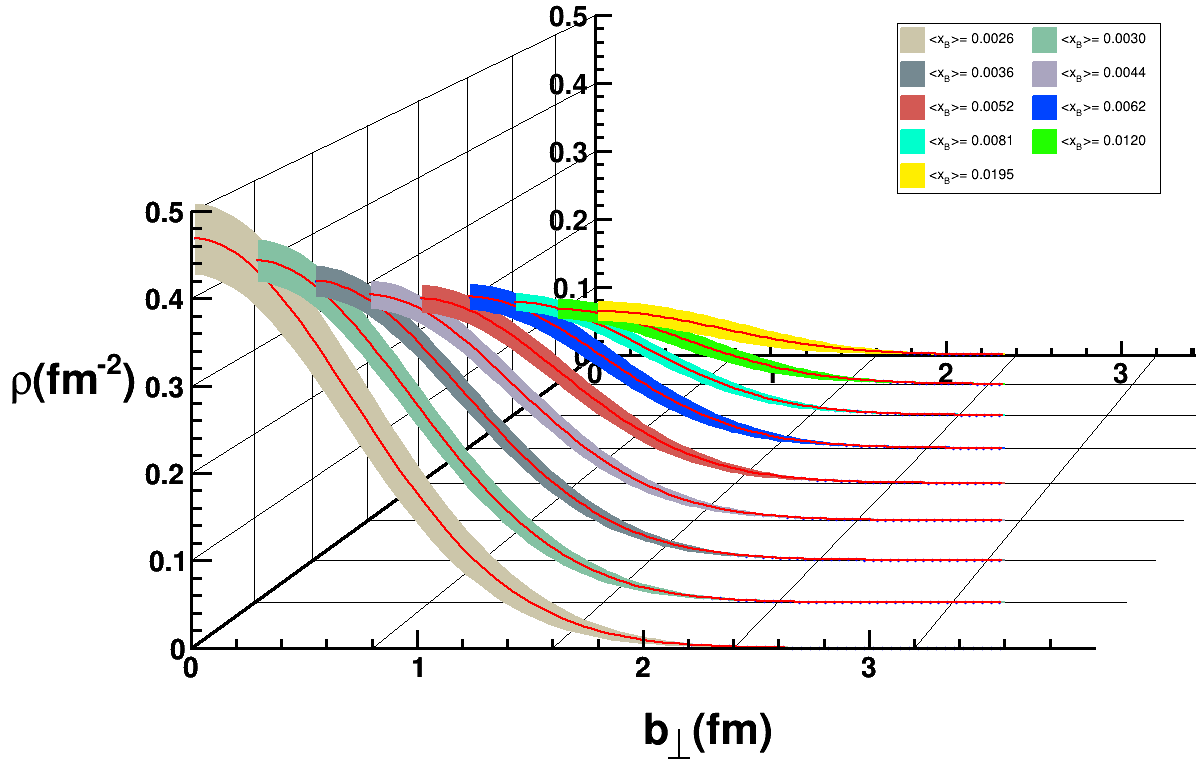 0.5
0.4
0.3
0.2
0.1
0
<x_B>= 0.0026 <x_B>= 0.0030
<x_B>= 0.0036 <x_B>= 0.0044
<x_B>= 0.0052 <x_B>= 0.0062
<x_B>= 0.0081 <x_B>= 0.0120
<x_B>= 0.0195
0 2 3
0.5
0.4
0.3
0.2
0.1
0
ρ(fm⁻²)
0 1 2 3
b⊥(fm)